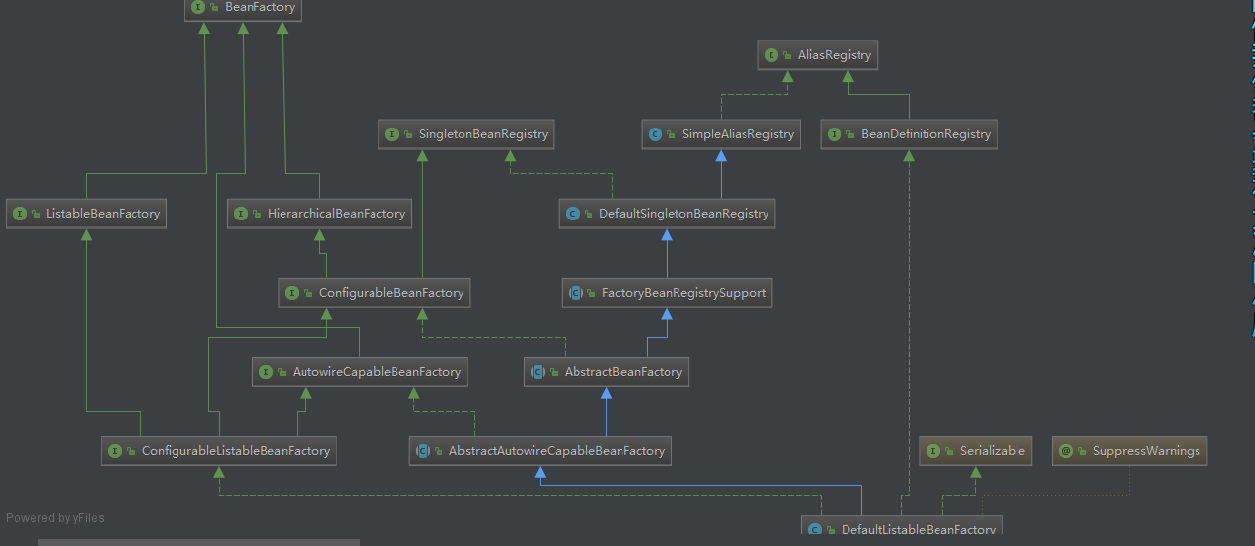 BeanFactory
AliasRegistry
SingletonBeanRegistry
SimpleAliasRegistry
BeanDefinitionRegistry
ListableBeanFactory
HierarchicalBeanFactory
DefaultSingletonBeanRegistry
ConfigurableBeanFactory
FactoryBeanRegistrySupport
AutowireCapableBeanFactory
AbstractBeanFactory
ConfigurableListableBeanFactory
AbstractAutowireCapableBeanFactory
Serializable
SuppressWarnings
Powered by yFiles
DefaultListableBeanFactory